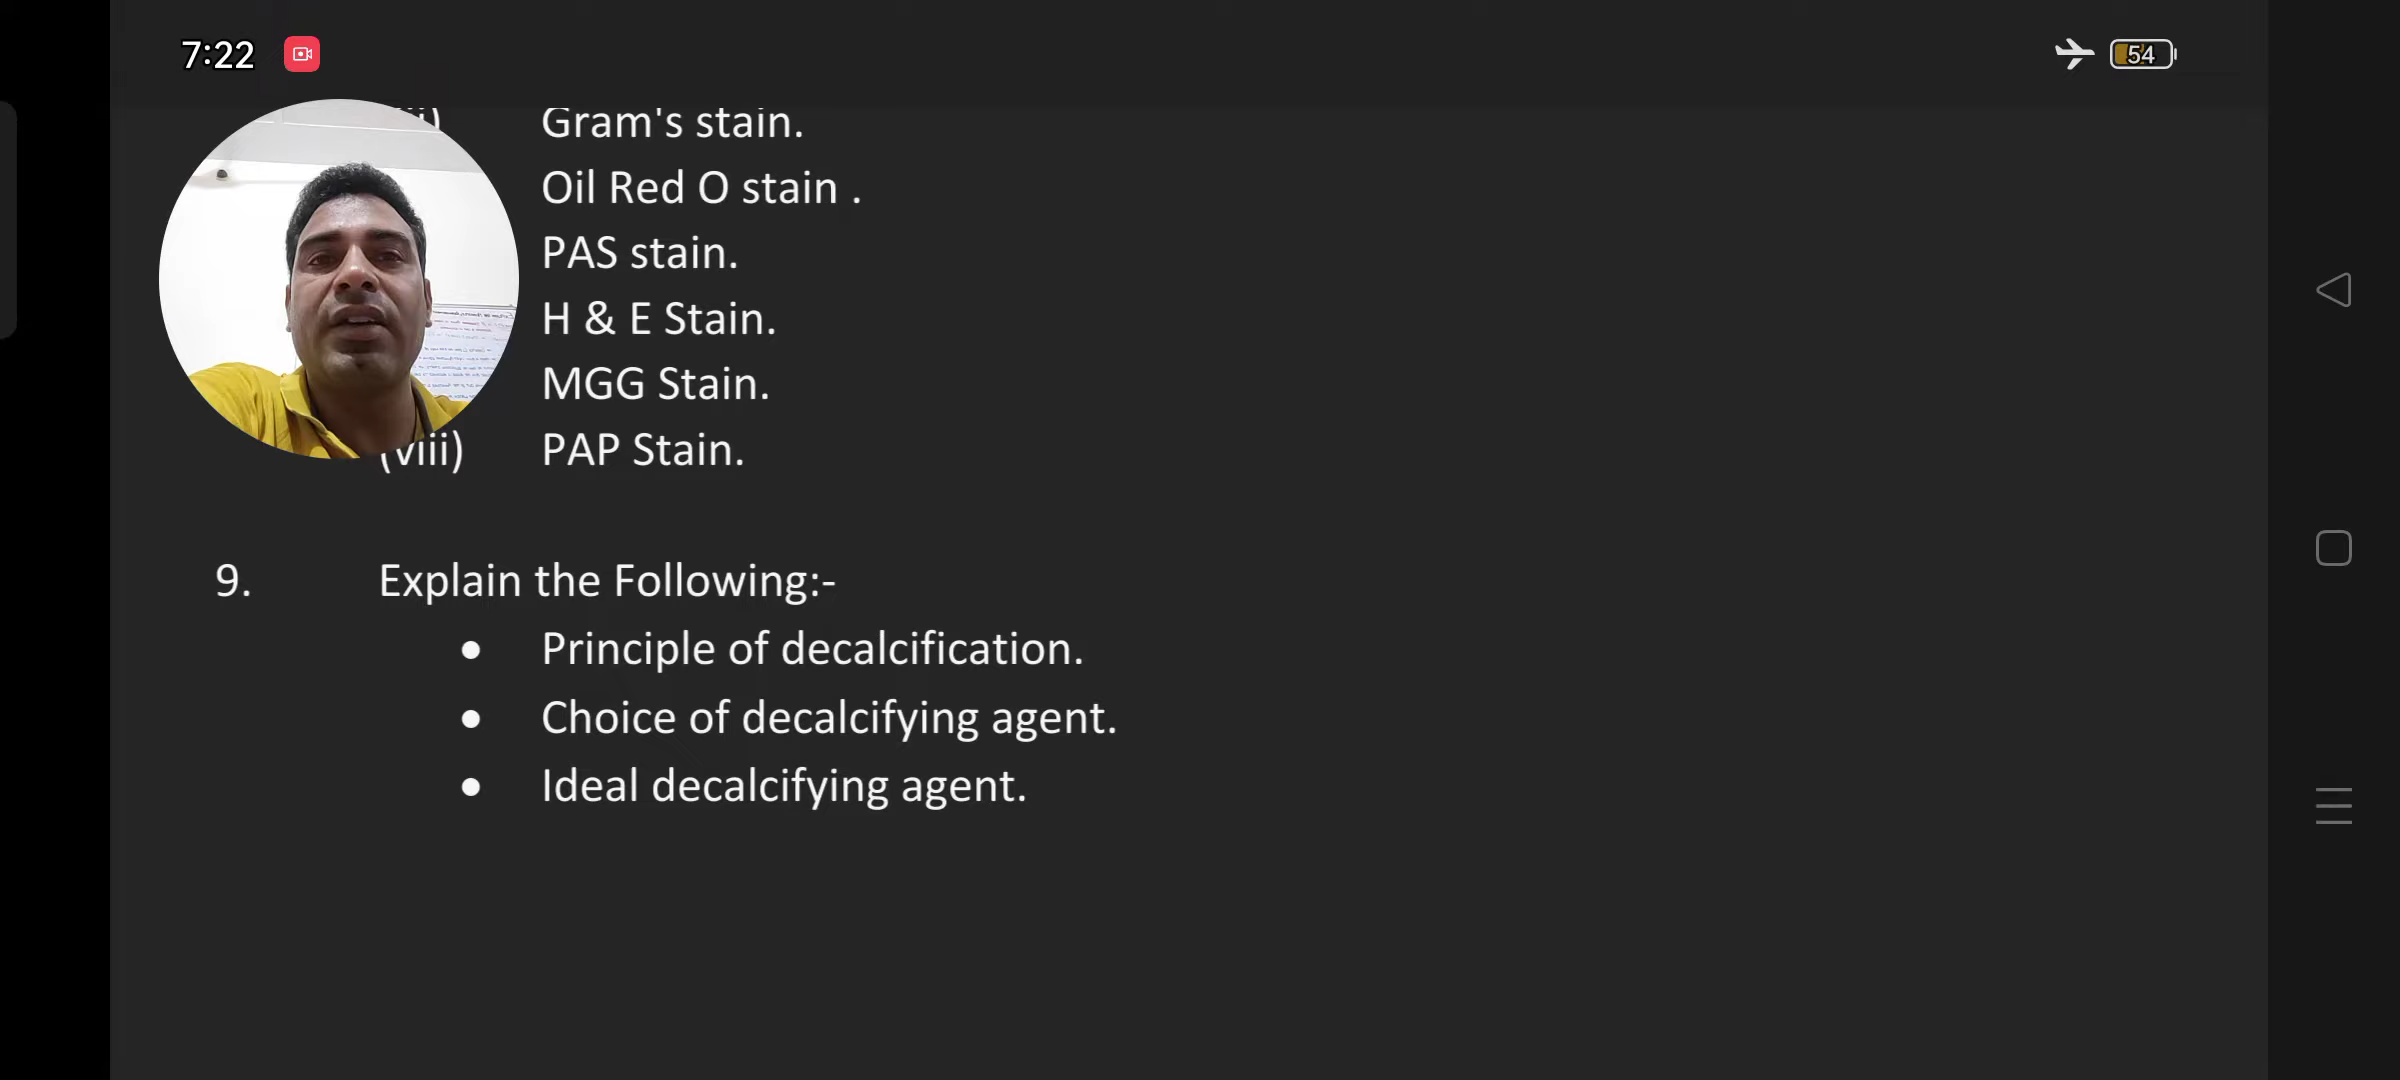 7:22
54
Gram's stain.
Oil Red O stain .
PAS stain.
H & E Stain.
MGG Stain.
(viii) PAP Stain.
9. Explain the Following:-
• Principle of decalcification.
• Choice of decalcifying agent.
• Ideal decalcifying agent.